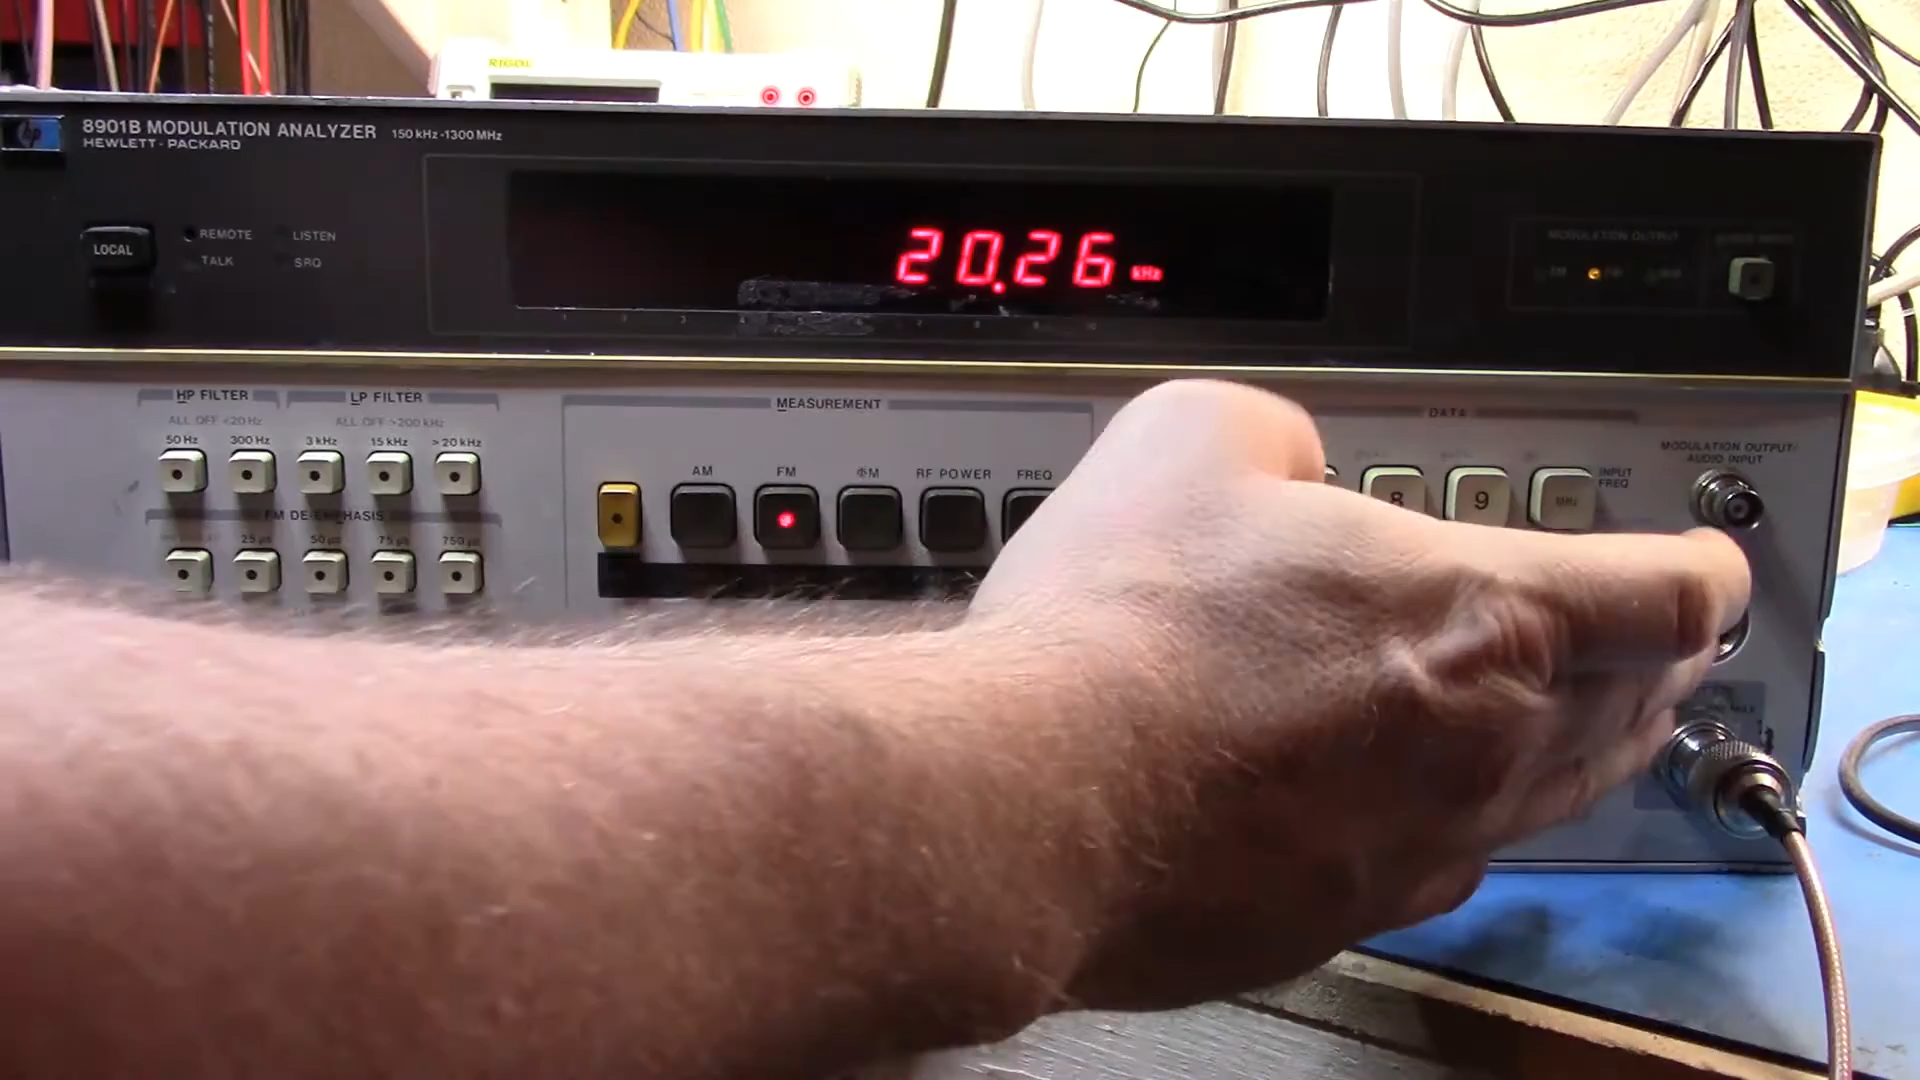 RIGOL
hp
8901B MODULATION ANALYZER 150 kHz - 1300 MHz
HEWLETT - PACKARD
LOCAL
REMOTE
LISTEN
TALK
SRQ
20.26 kHz
MODULATION OUTPUT
HP FILTER
LP FILTER
ALL OFF <20 Hz
ALL OFF >200 kHz
50 Hz
300 Hz
3 kHz
15 kHz
>20 kHz
FM DE-EMPHASIS
25 µs
50 µs
75 µs
750 µs
MEASUREMENT
AM
FM
ΦM
RF POWER
FREQ
DATA
8
9
MHz
INPUT
FREQ
MODULATION OUTPUT/
AUDIO INPUT